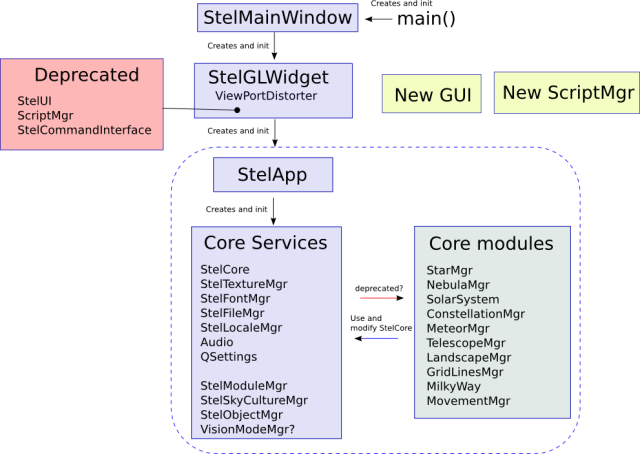 Creates and init
StelMainWindow
main()
Creates and init
Deprecated
StelUI
ScriptMgr
StelCommandInterface
StelGLWidget
ViewPortDistorter
New GUI
New ScriptMgr
Creates and init
StelApp
Creates and init
Core Services
StelCore
StelTextureMgr
StelFontMgr
StelFileMgr
StelLocaleMgr
Audio
QSettings
StelModuleMgr
StelSkyCultureMgr
StelObjectMgr
VisionModeMgr?
deprecated?
Use and
modify StelCore
Core modules
StarMgr
NebulaMgr
SolarSystem
ConstellationMgr
MeteorMgr
TelescopeMgr
LandscapeMgr
GridLinesMgr
MilkyWay
MovementMgr